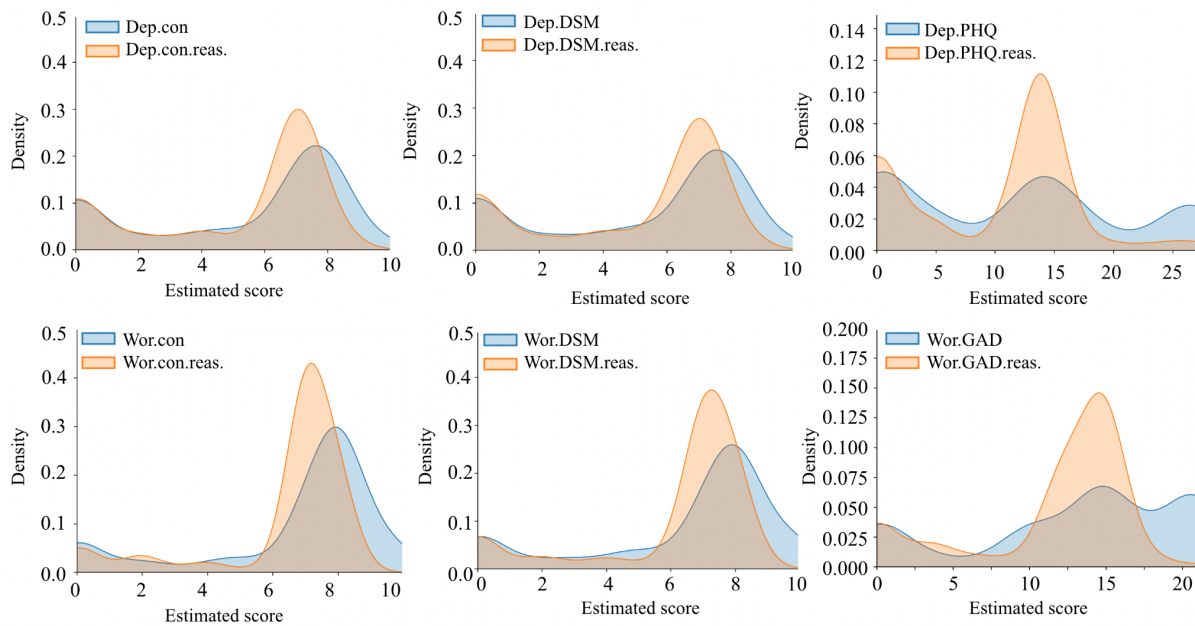 Dep.con
Dep.con.reas.
0.5
0.4
0.3
0.2
0.1
0.0
Density
0 2 4 6 8 10
Estimated score
Dep.DSM
Dep.DSM.reas.
0.5
0.4
0.3
0.2
0.1
0.0
Density
0 2 4 6 8 10
Estimated score
Dep.PHQ
Dep.PHQ.reas.
0.14
0.12
0.10
0.08
0.06
0.04
0.02
0.00
Density
0 5 10 15 20 25
Estimated score
Wor.con
Wor.con.reas.
0.5
0.4
0.3
0.2
0.1
0.0
Density
0 2 4 6 8 10
Estimated score
Wor.DSM
Wor.DSM.reas.
0.5
0.4
0.3
0.2
0.1
0.0
Density
0 2 4 6 8 10
Estimated score
Wor.GAD
Wor.GAD.reas.
0.200
0.175
0.150
0.125
0.100
0.075
0.050
0.025
0.000
Density
0 5 10 15 20
Estimated score